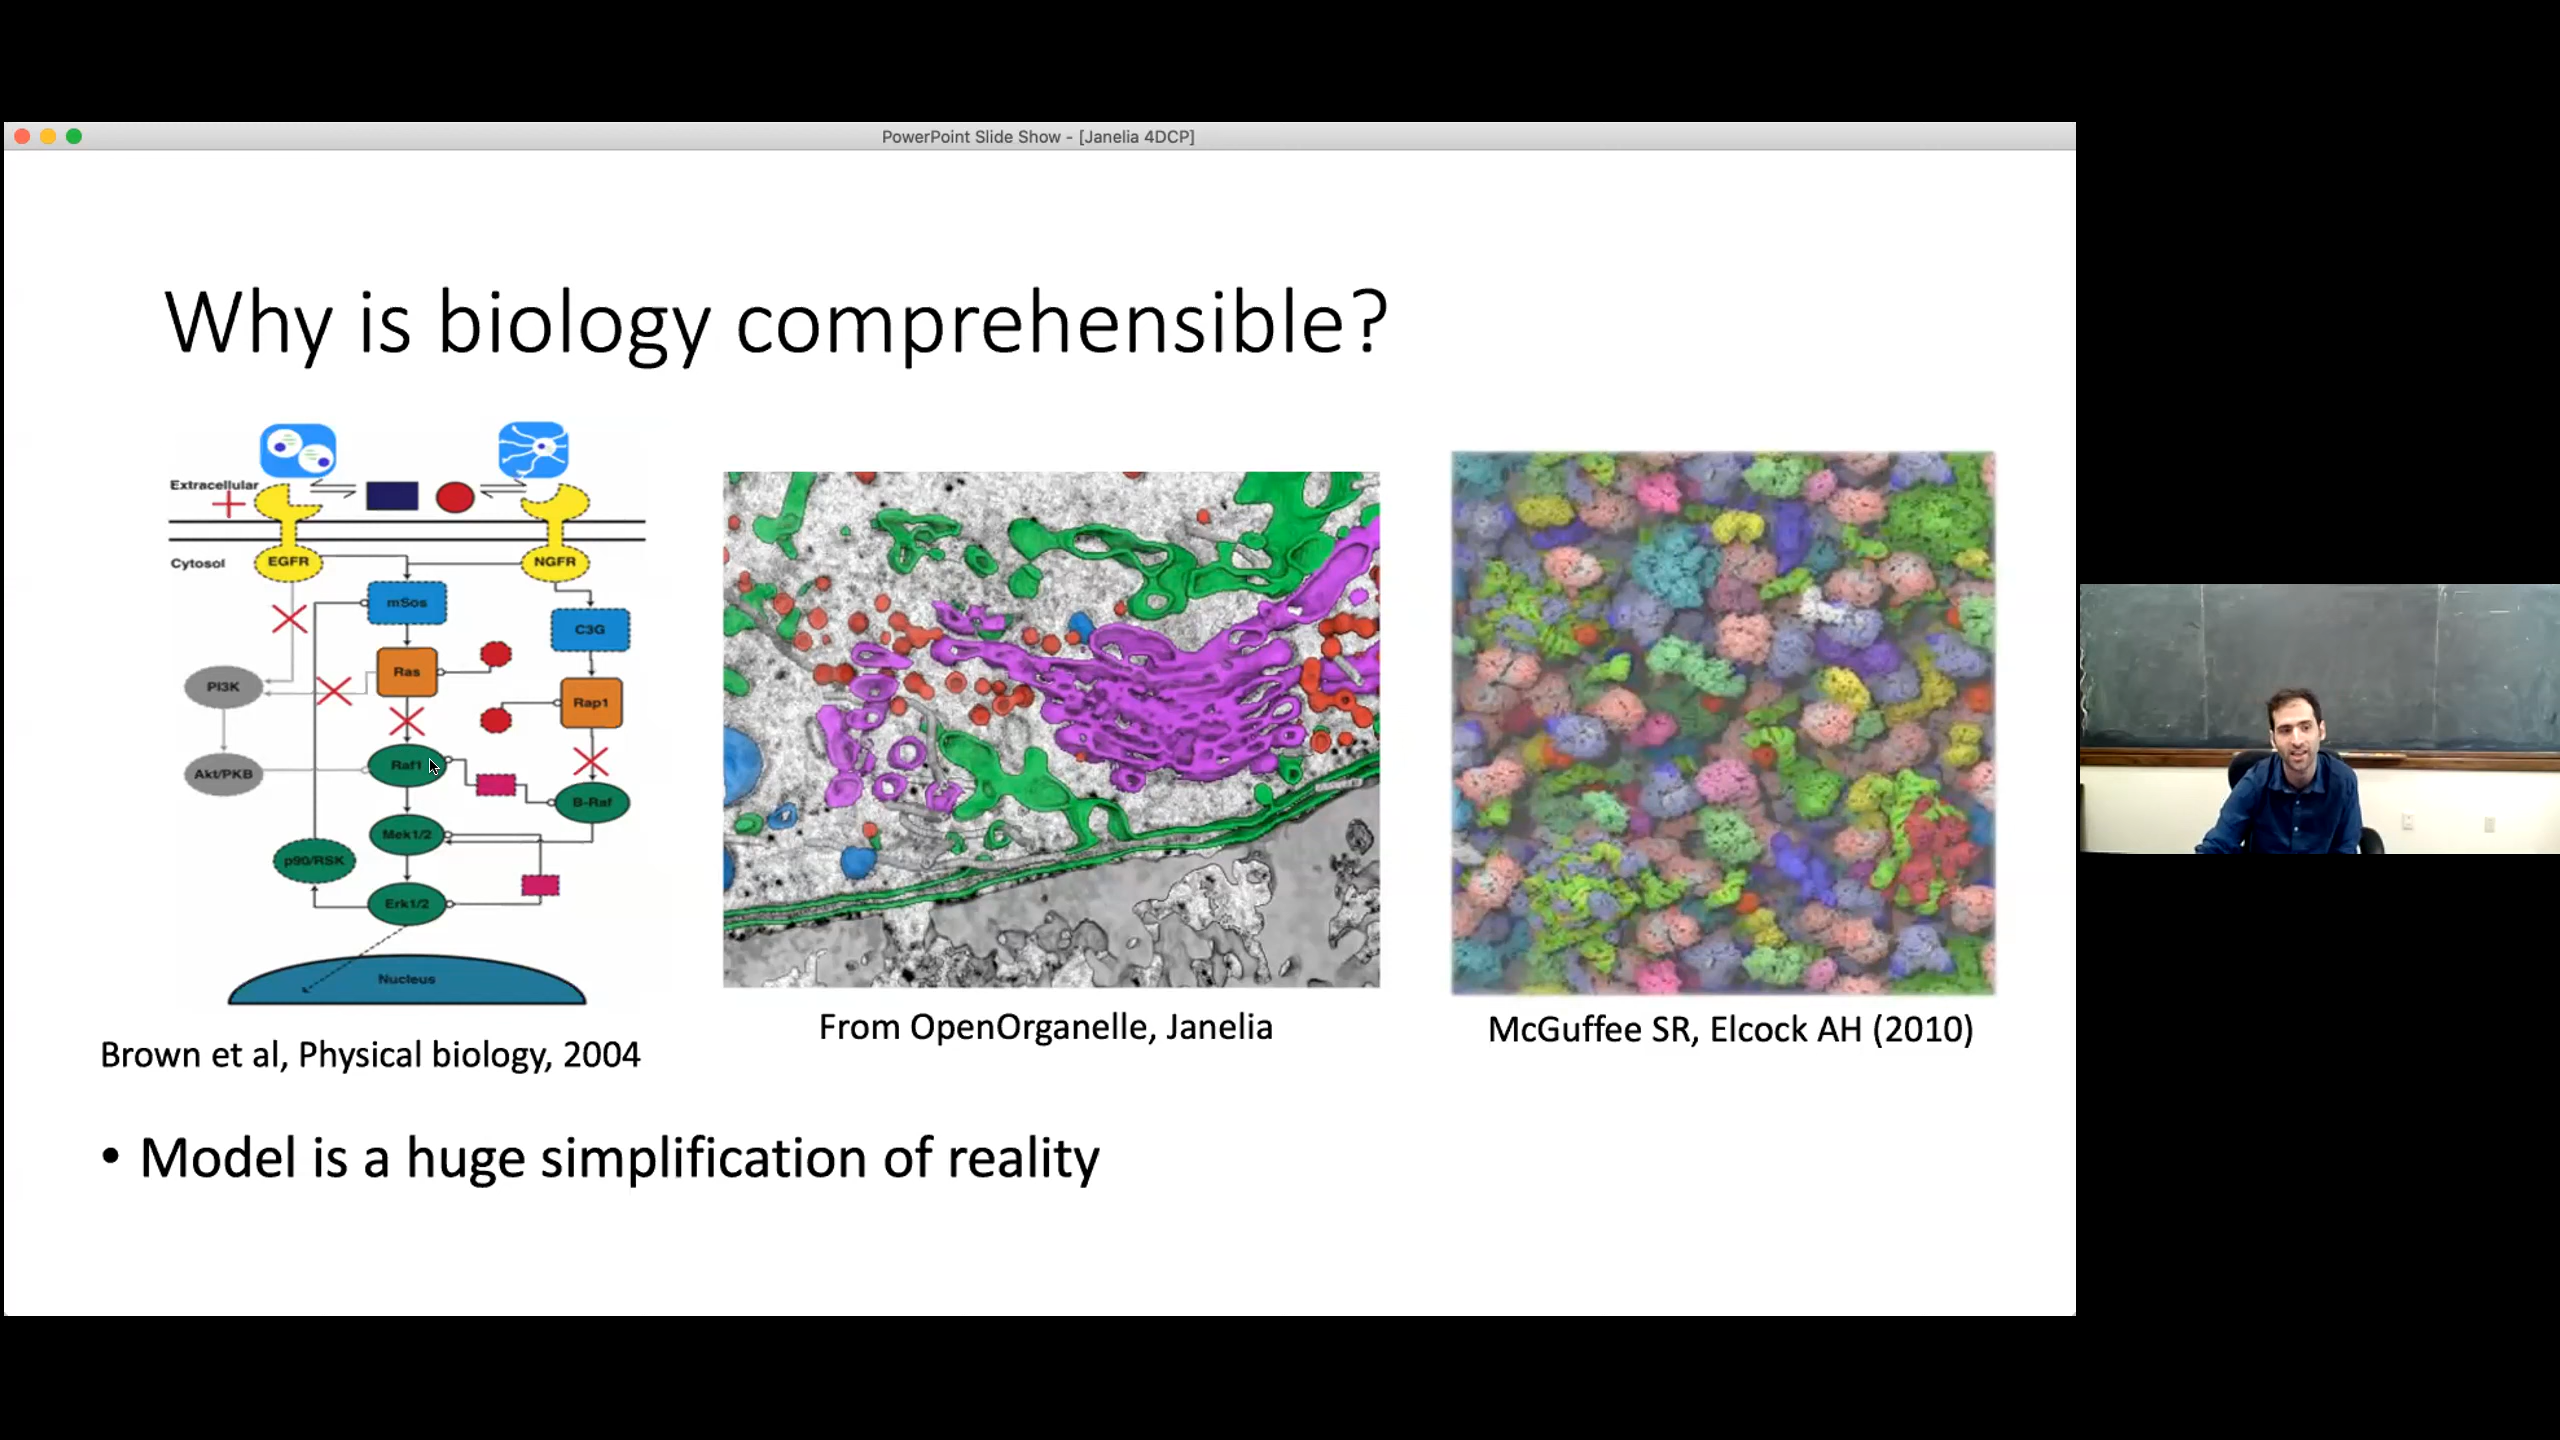 PowerPoint Slide Show - [Janelia 4DCP]
Why is biology comprehensible?
Extracellular
Cytosol
EGFR
NGFR
mSos
C3G
Ras
PI3K
Rap1
Raf1
Akt/PKB
B-Raf
Mek1/2
p90/RSK
Erk1/2
Nucleus
Brown et al, Physical biology, 2004
From OpenOrganelle, Janelia
McGuffee SR, Elcock AH (2010)
• Model is a huge simplification of reality